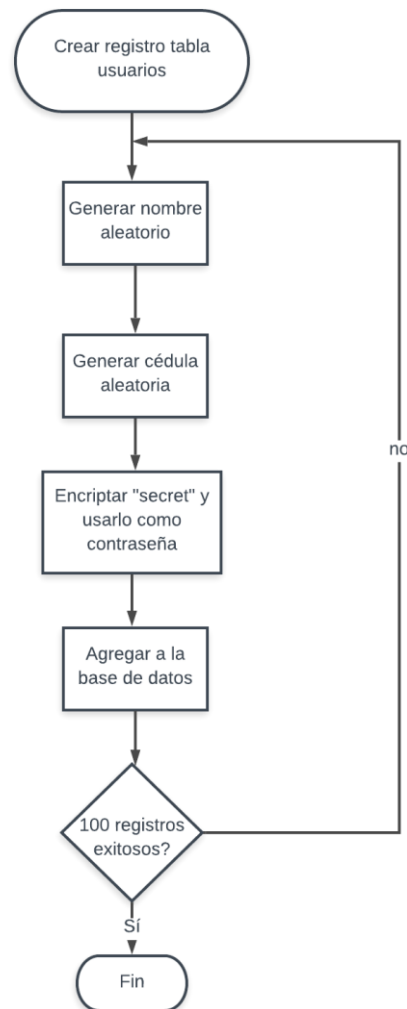 Crear registro tabla
usuarios
Generar nombre
aleatorio
Generar cédula
aleatoria
no
Encriptar "secret" y
usarlo como
contraseña
Agregar a la
base de datos
100 registros
exitosos?
Sí
Fin